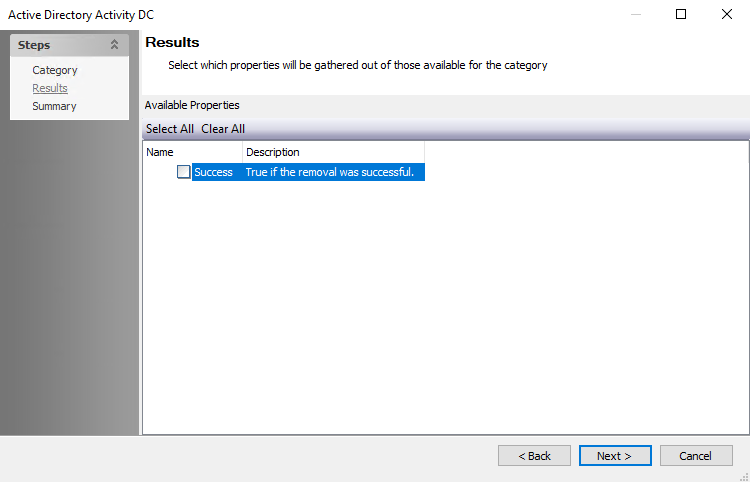 Active Directory Activity DC
Steps
Category
Results
Summary
Results
Select which properties will be gathered out of those available for the category
Available Properties
Select All Clear All
Name Description
Success True if the removal was successful.
< Back Next > Cancel